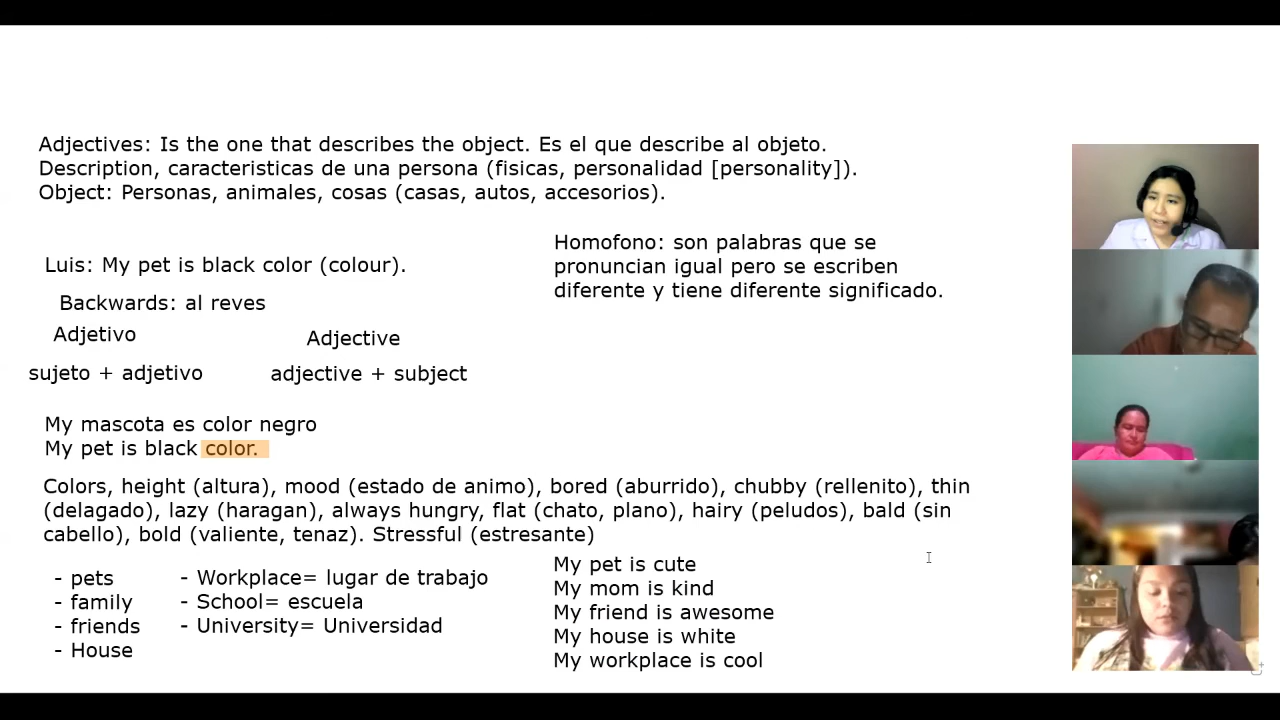 Adjectives: Is the one that describes the object. Es el que describe al objeto.
Description, caracteristicas de una persona (fisicas, personalidad [personality]).
Object: Personas, animales, cosas (casas, autos, accesorios).
Homofono: son palabras que se
pronuncian igual pero se escriben
diferente y tiene diferente significado.
Luis: My pet is black color (colour).
Backwards: al reves
Adjetivo
Adjective
sujeto + adjetivo
adjective + subject
My mascota es color negro
My pet is black color.
Colors, height (altura), mood (estado de animo), bored (aburrido), chubby (rellenito), thin
(delagado), lazy (haragan), always hungry, flat (chato, plano), hairy (peludos), bald (sin
cabello), bold (valiente, tenaz). Stressful (estresante)
- pets
- family
- friends
- House
- Workplace= lugar de trabajo
- School= escuela
- University= Universidad
My pet is cute
My mom is kind
My friend is awesome
My house is white
My workplace is cool